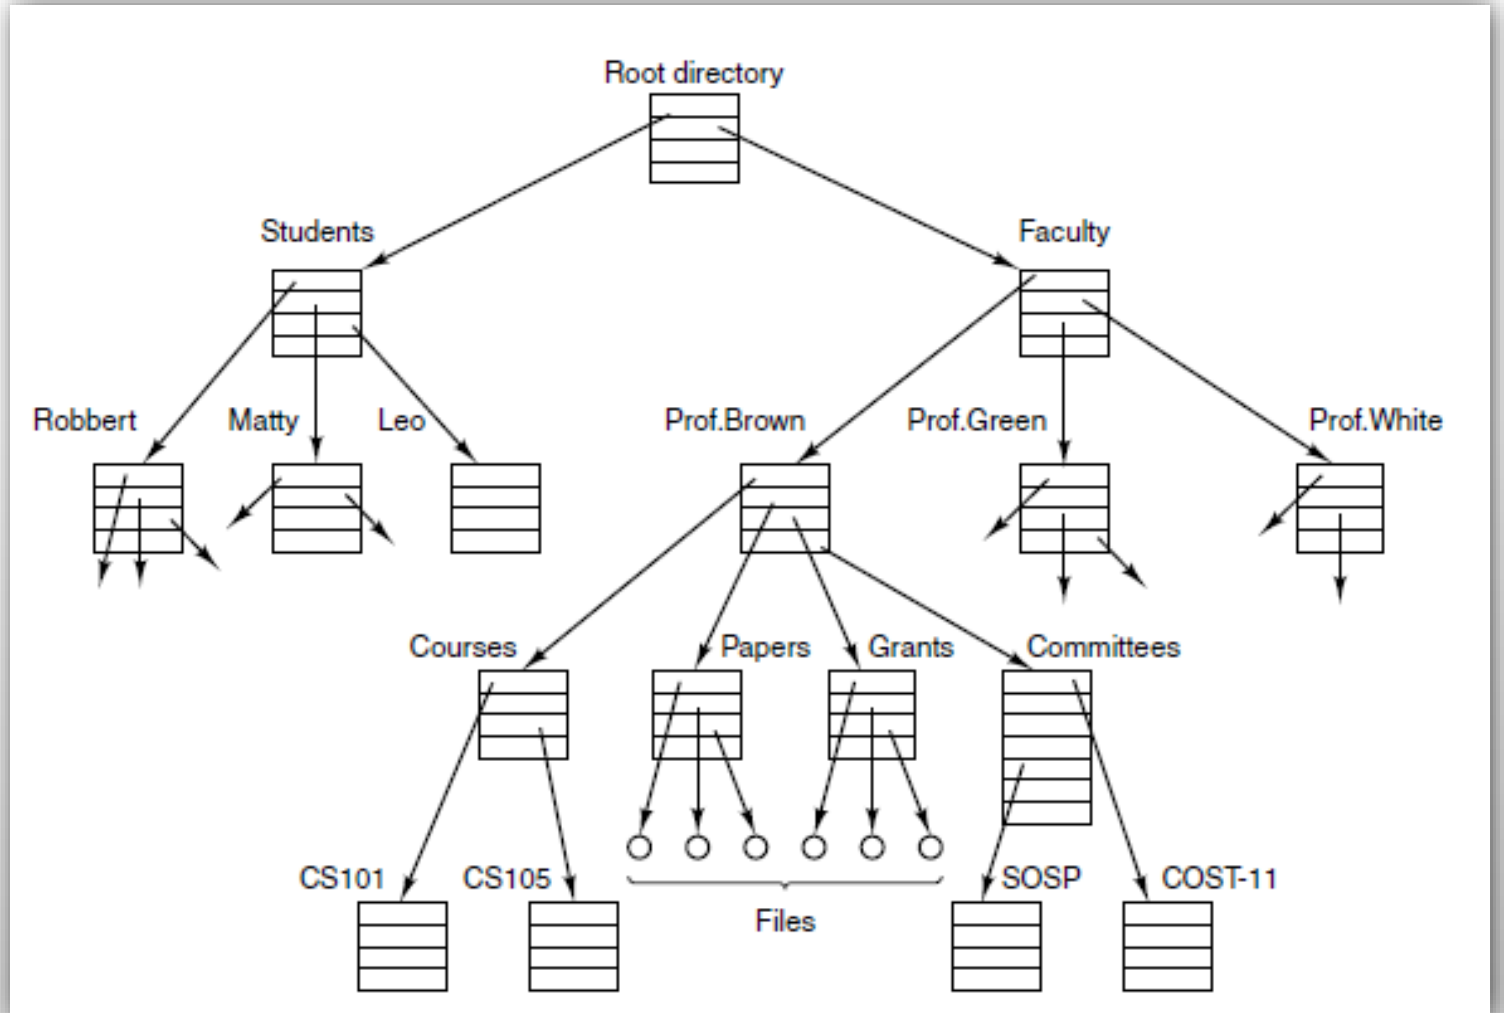 Root directory
Students
Faculty
Robbert
Matty
Leo
Prof.Brown
Prof.Green
Prof.White
Courses
Papers
Grants
Committees
CS101
CS105
SOSP
COST-11
Files